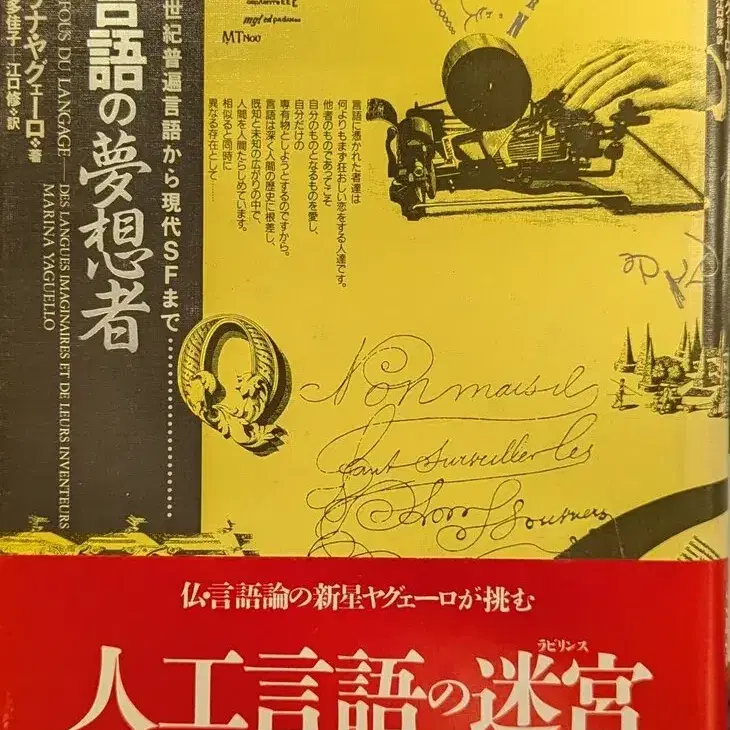 世紀普遍言語から現代SFまで……………………
言語の夢想者
LES FOUS DU LANGAGE—DES LANGUES IMAGINAIRES ET DE LEURS INVENTEURS
MARINA YAGUELLO
リナ・ヤグェーロ・著
多佳子—江口修・訳
MTNou
言語に憑かれた者達は
何よりもまず狂おしい恋をする人達です。
他者のものであってこそ
自分のものとなるものを愛し、
自分だけの
専有物としようとするのですから。
言語は深く人間の歴史に根差し、
既知と未知の広がりの中で、
人間を人間たらしめています。
相似ると同時に
異なる存在として……
Q
Non mais il
faut surveiller les
仏・言語論の新星ヤグェーロが挑む
人工言語の迷宮
ラビリンス